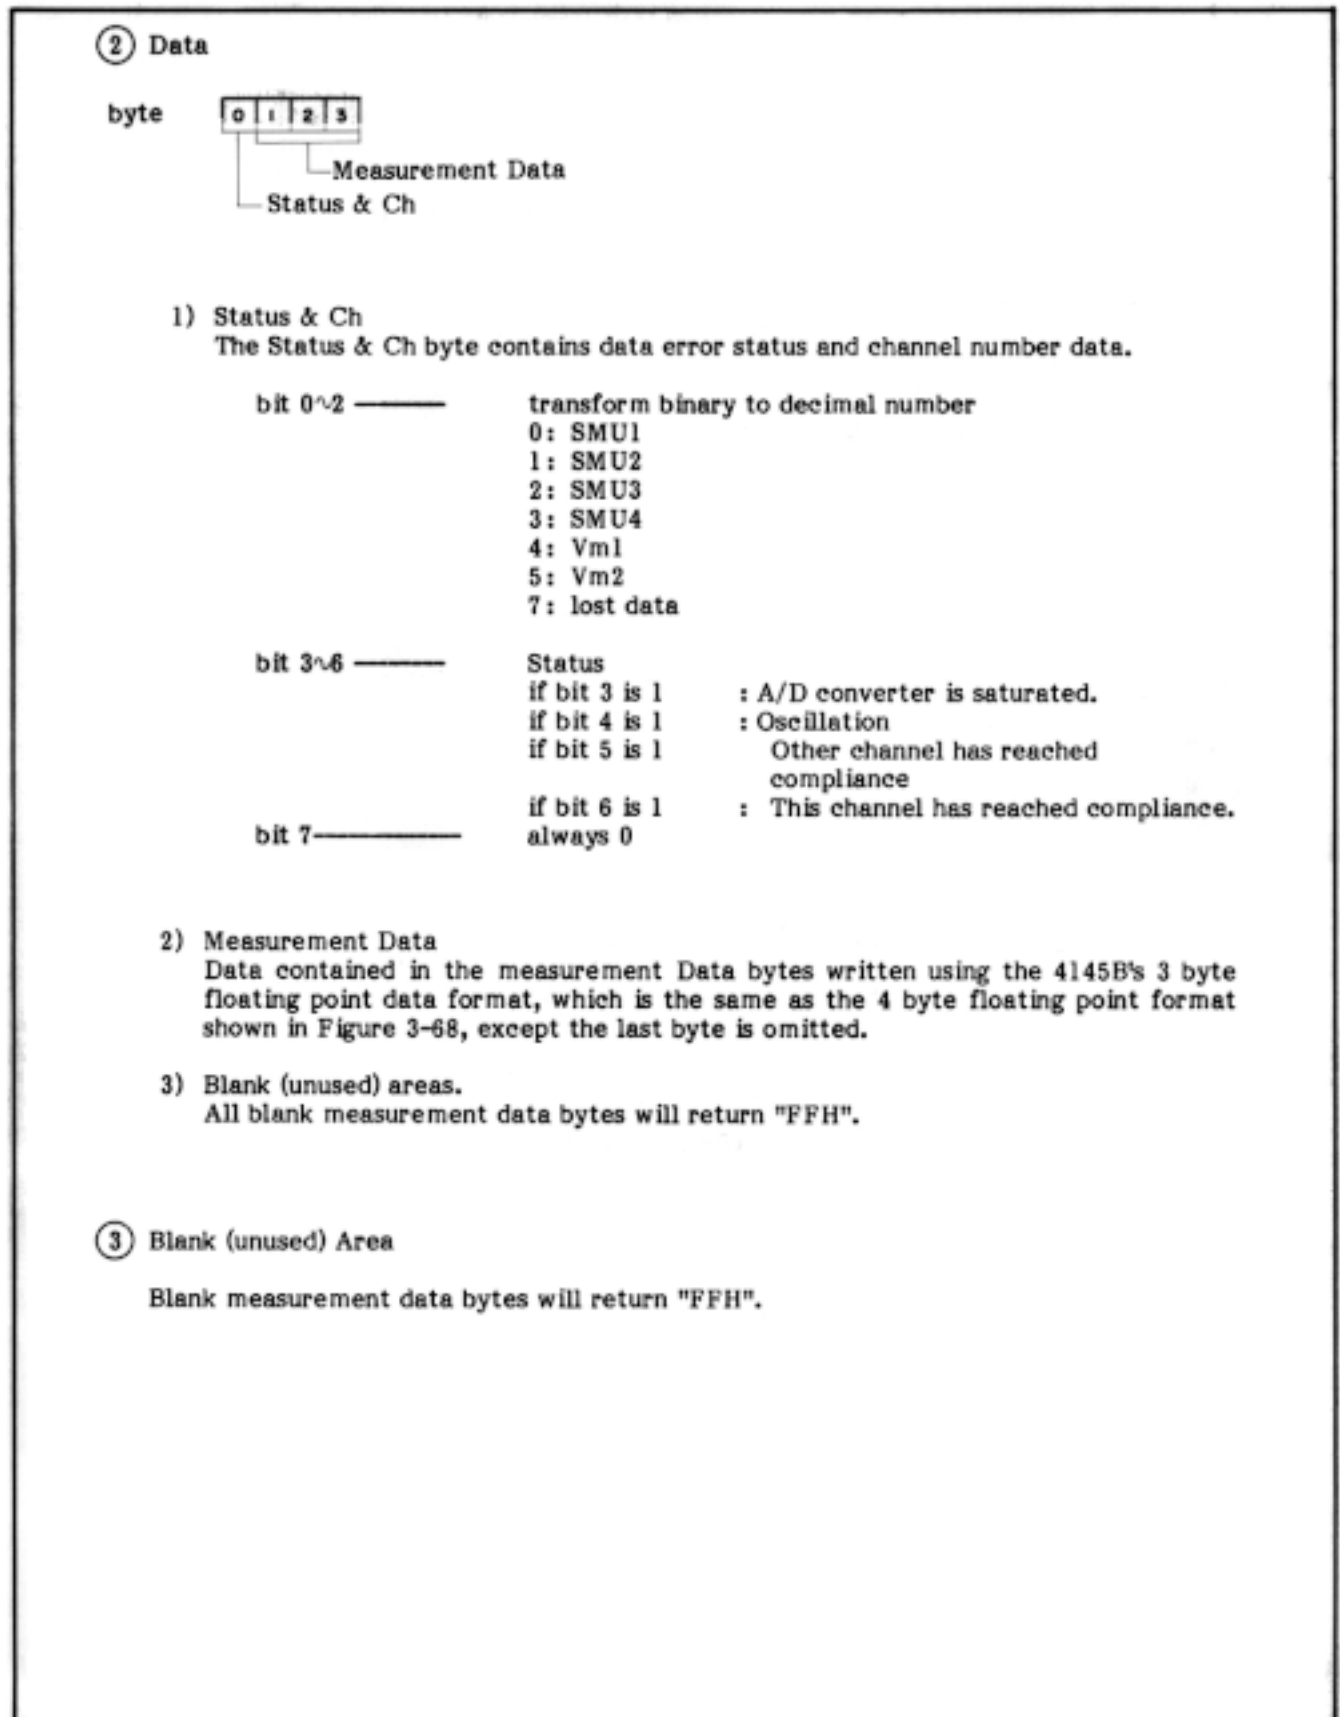 ② Data
byte 0 1 2 3
Measurement Data
Status & Ch
1) Status & Ch
The Status & Ch byte contains data error status and channel number data.
bit 0~2 transform binary to decimal number
0: SMU1
1: SMU2
2: SMU3
3: SMU4
4: Vm1
5: Vm2
7: lost data
bit 3~6 Status
if bit 3 is 1 : A/D converter is saturated.
if bit 4 is 1 : Oscillation
if bit 5 is 1 Other channel has reached
compliance
if bit 6 is 1 : This channel has reached compliance.
bit 7 always 0
2) Measurement Data
Data contained in the measurement Data bytes written using the 4145B's 3 byte
floating point data format, which is the same as the 4 byte floating point format
shown in Figure 3-68, except the last byte is omitted.
3) Blank (unused) areas.
All blank measurement data bytes will return "FFH".
③ Blank (unused) Area
Blank measurement data bytes will return "FFH".